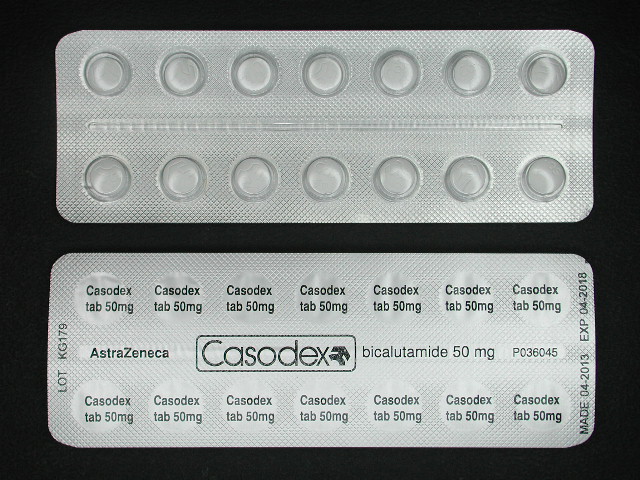 Casodex Casodex Casodex Casodex Casodex Casodex Casodex
tab 50mg tab 50mg tab 50mg tab 50mg tab 50mg tab 50mg tab 50mg
AstraZeneca Casodex bicalutamide 50 mg P036045
Casodex Casodex Casodex Casodex Casodex Casodex Casodex
tab 50mg tab 50mg tab 50mg tab 50mg tab 50mg tab 50mg tab 50mg
LOT KG179
MADE 04-2013 EXP 04-2018